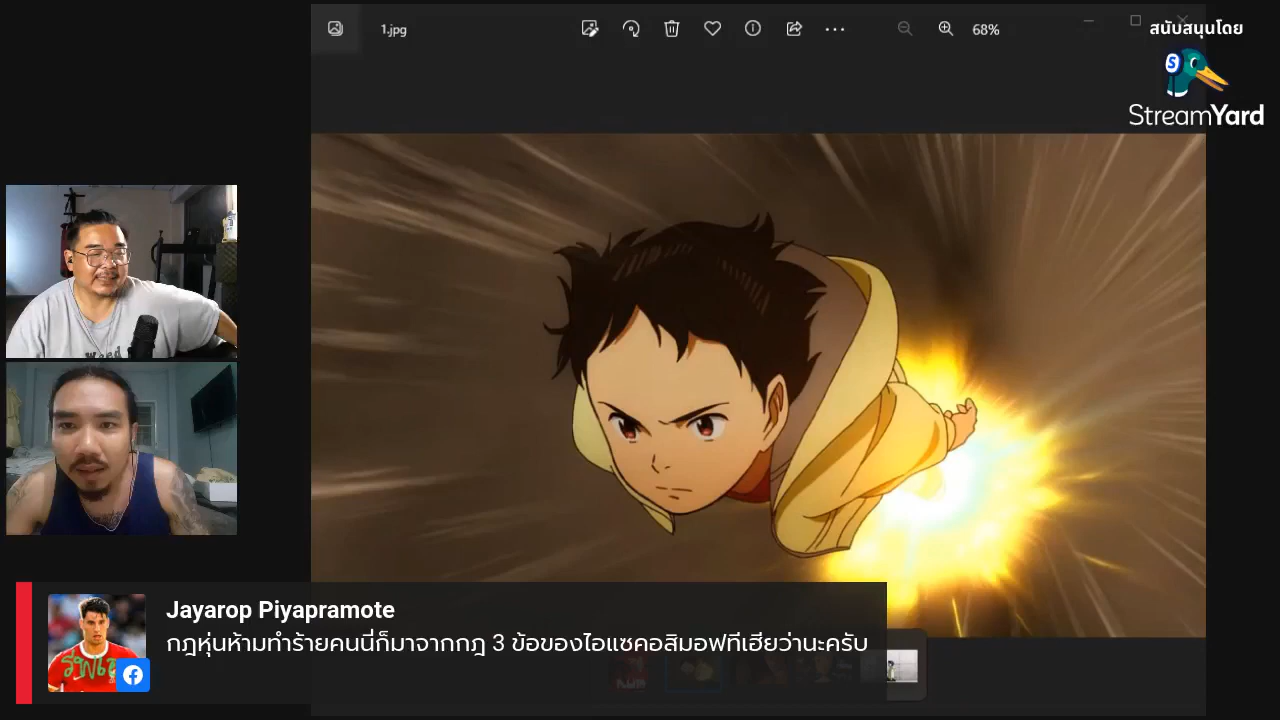 1.jpg
68%
สนับสนุนโดย
S
StreamYard
Jayarop Piyapramote
กฎหุ่นห้ามทำร้ายคนนี่ก็มาจากกฎ 3 ข้อของไอแซคอสิมอฟที่เฮียว่านะครับ